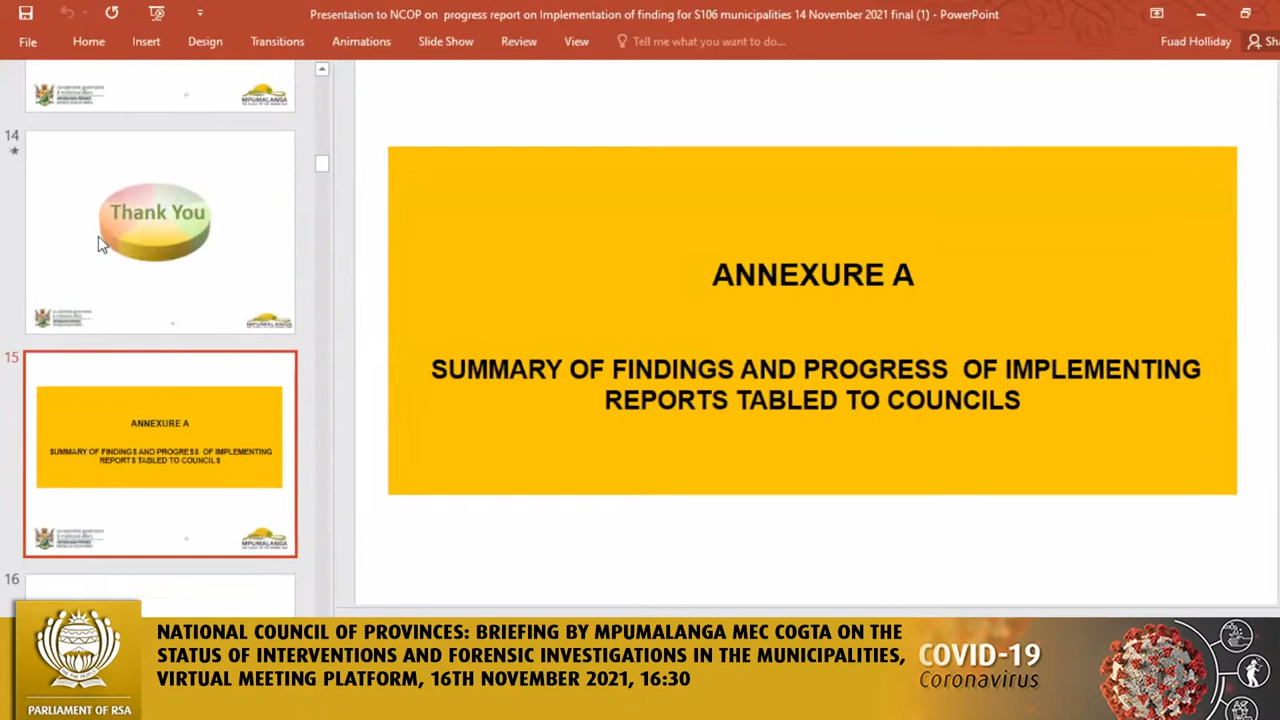 Presentation to NCOP on progress report on Implementation of finding for S106 municipalities 14 November 2021 final (1) - PowerPoint
File Home Insert Design Transitions Animations Slide Show Review View Tell me what you want to do... Fuad Holliday Sha
MPUMALANGA
14
Thank You
MPUMALANGA
15
ANNEXURE A
SUMMARY OF FINDINGS AND PROGRESS OF IMPLEMENTING
REPORTS TABLED TO COUNCILS
MPUMALANGA
16
ANNEXURE A
SUMMARY OF FINDINGS AND PROGRESS OF IMPLEMENTING
REPORTS TABLED TO COUNCILS
PARLIAMENT OF RSA
NATIONAL COUNCIL OF PROVINCES: BRIEFING BY MPUMALANGA MEC COGTA ON THE
STATUS OF INTERVENTIONS AND FORENSIC INVESTIGATIONS IN THE MUNICIPALITIES,
VIRTUAL MEETING PLATFORM, 16TH NOVEMBER 2021, 16:30
COVID-19
Coronavirus